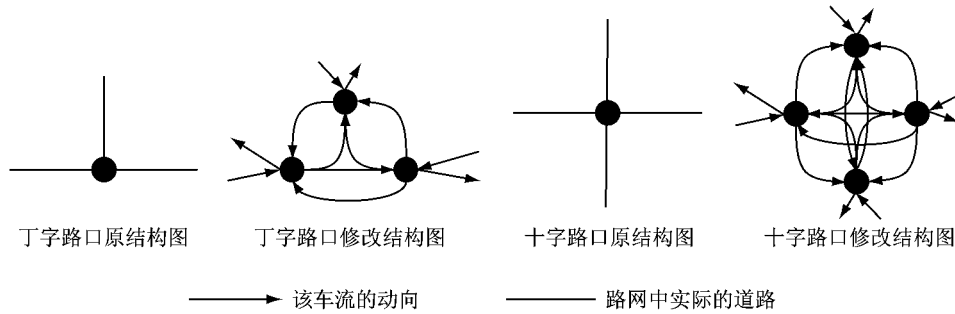 丁字路口原结构图
丁字路口修改结构图
十字路口原结构图
十字路口修改结构图
该车流的动向
路网中实际的道路